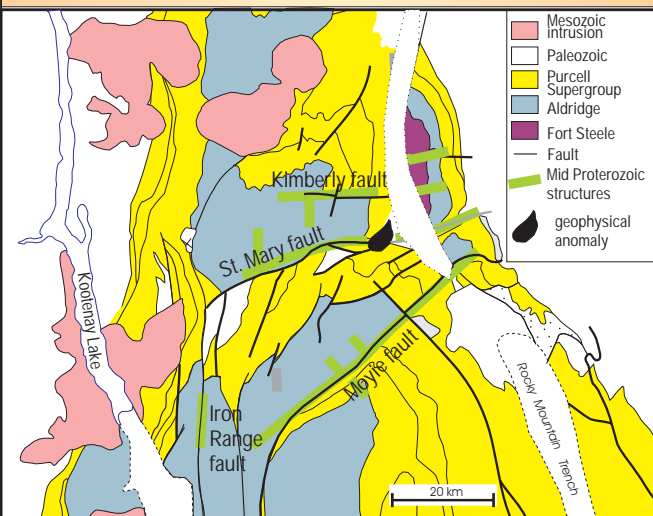 Mesozoic
intrusion
Paleozoic
Purcell
Supergroup
Aldridge
Fort Steele
Fault
Mid Proterozoic
structures
geophysical
anomaly
Kimberly fault
St. Mary fault
Kootenay Lake
Moyie fault
Iron
Range
fault
Rocky Mountain Trench
20 km